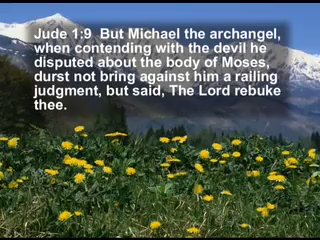 Jude 1:9  But Michael the archangel,
when contending with the devil he
disputed about the body of Moses,
durst not bring against him a railing
judgment, but said, The Lord rebuke
thee.